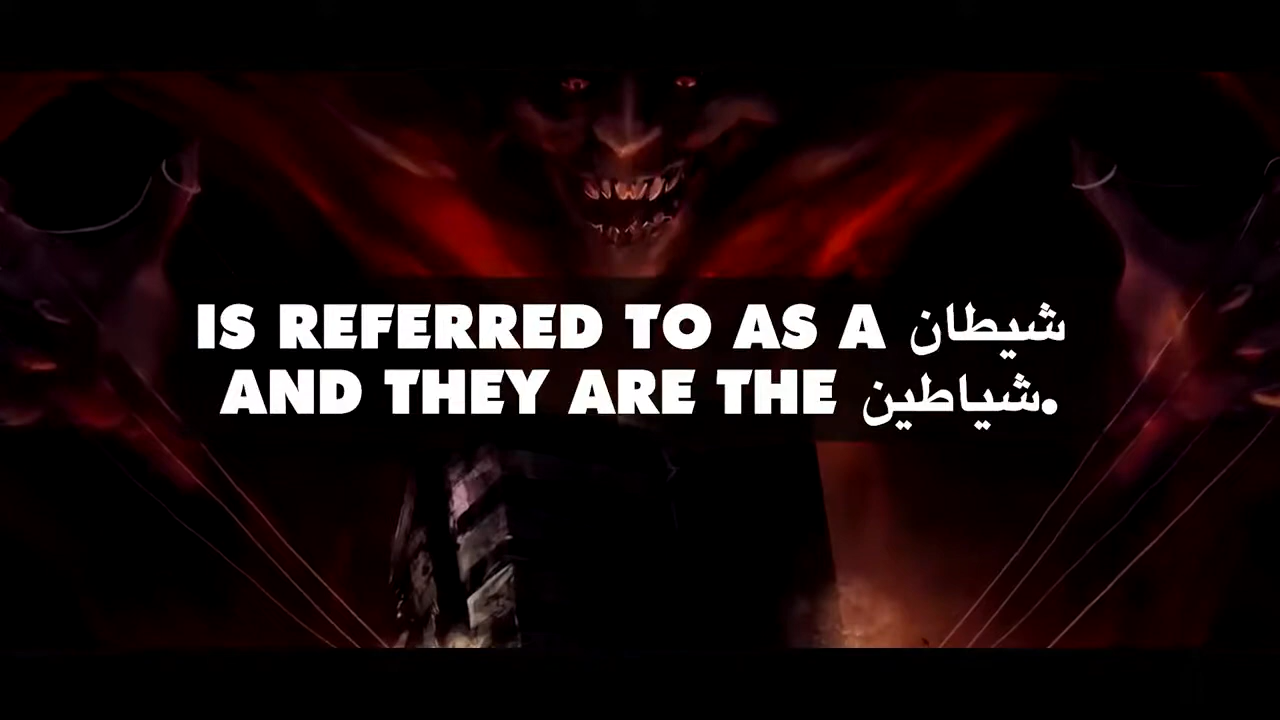 IS REFERRED TO AS A شيطان
AND THEY ARE THE شياطين.